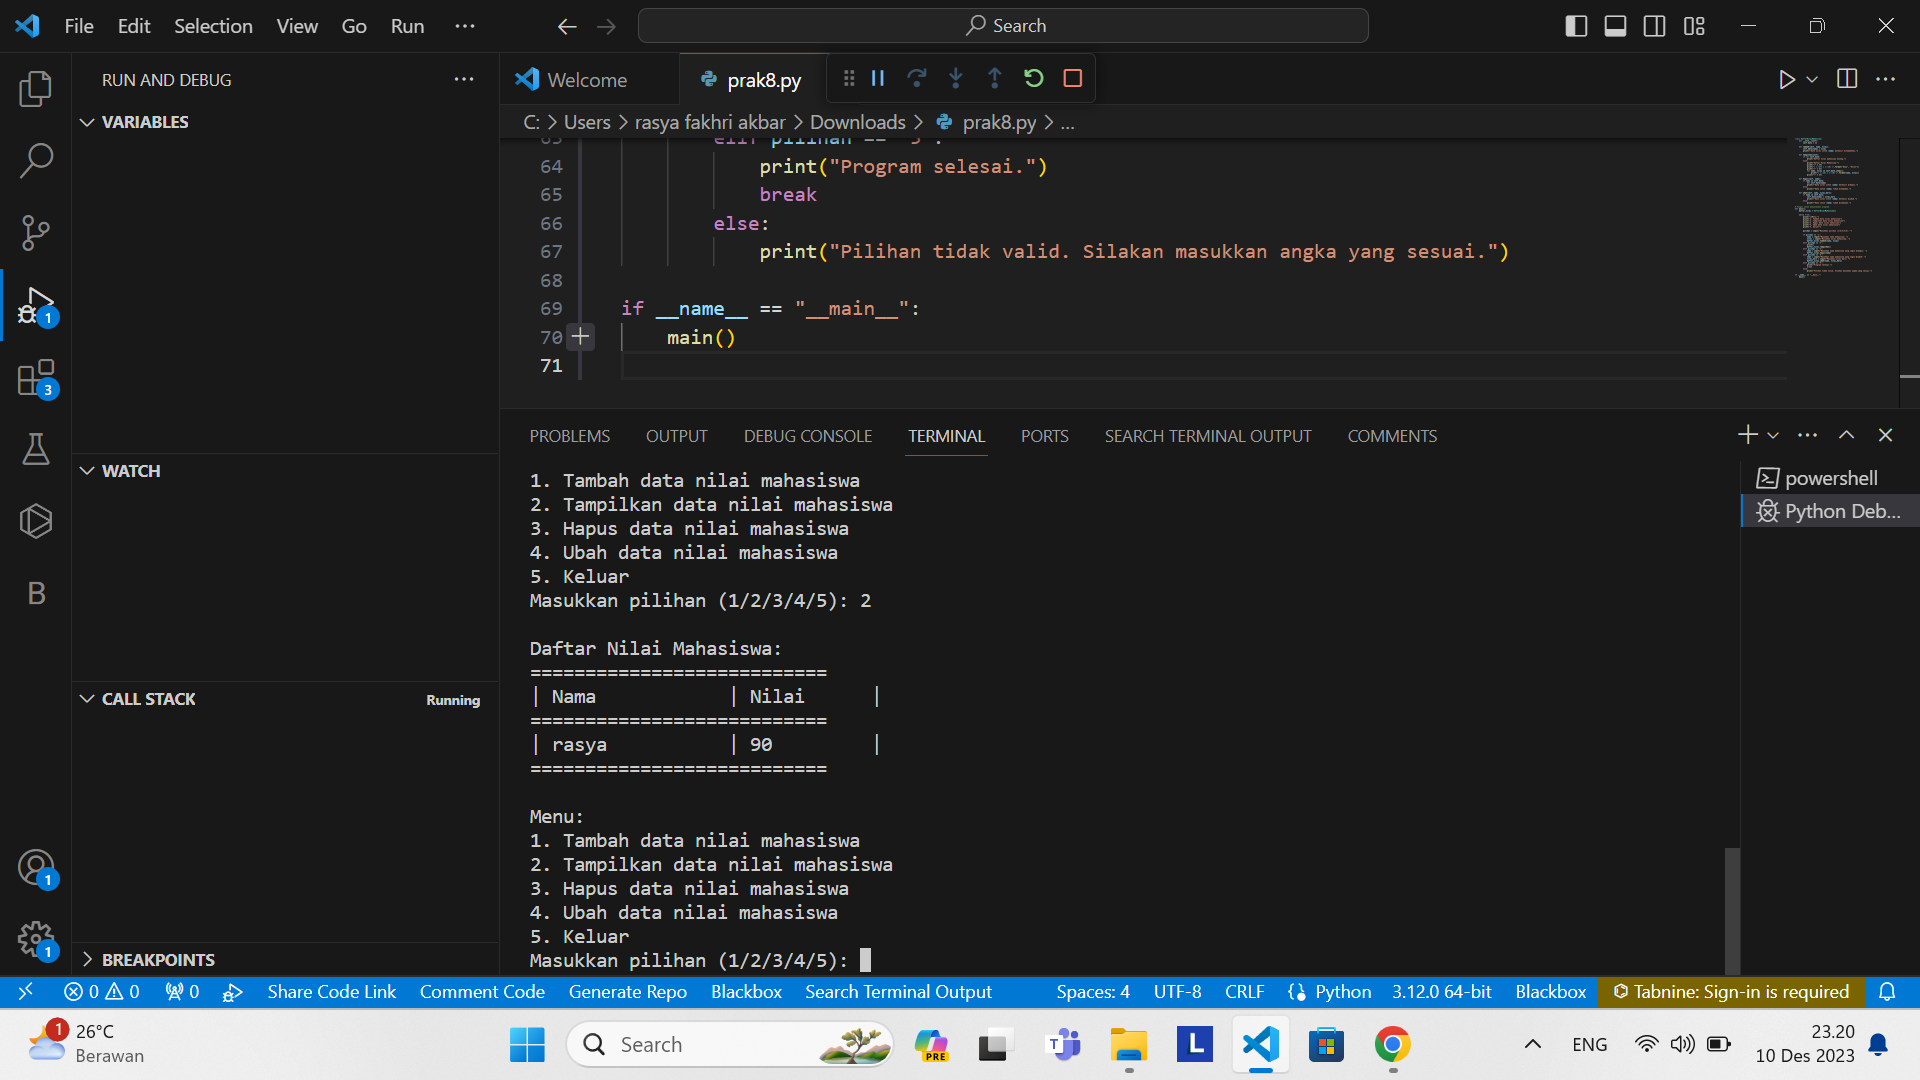 File Edit Selection View Go Run ...
Search
RUN AND DEBUG
VARIABLES
WATCH
CALL STACK
Running
BREAKPOINTS
Welcome
prak8.py
C: > Users > rasya fakhri akbar > Downloads > prak8.py > ...
64 print("Program selesai.")
65 break
66 else:
67 print("Pilihan tidak valid. Silakan masukkan angka yang sesuai.")
68
69 if __name__ == "__main__":
70 main()
71
PROBLEMS OUTPUT DEBUG CONSOLE TERMINAL PORTS SEARCH TERMINAL OUTPUT COMMENTS
powershell
Python Deb...
1. Tambah data nilai mahasiswa
2. Tampilkan data nilai mahasiswa
3. Hapus data nilai mahasiswa
4. Ubah data nilai mahasiswa
5. Keluar
Masukkan pilihan (1/2/3/4/5): 2
Daftar Nilai Mahasiswa:
===========================
| Nama            | Nilai      |
===========================
| rasya           | 90         |
===========================
Menu:
1. Tambah data nilai mahasiswa
2. Tampilkan data nilai mahasiswa
3. Hapus data nilai mahasiswa
4. Ubah data nilai mahasiswa
5. Keluar
Masukkan pilihan (1/2/3/4/5):
1
3
B
1
1
0 0 0 Share Code Link Comment Code Generate Repo Blackbox Search Terminal Output Spaces: 4 UTF-8 CRLF Python 3.12.0 64-bit Blackbox Tabnine: Sign-in is required
1
26°C
Berawan
Search
PRE
T
L
ENG
23.20
10 Des 2023